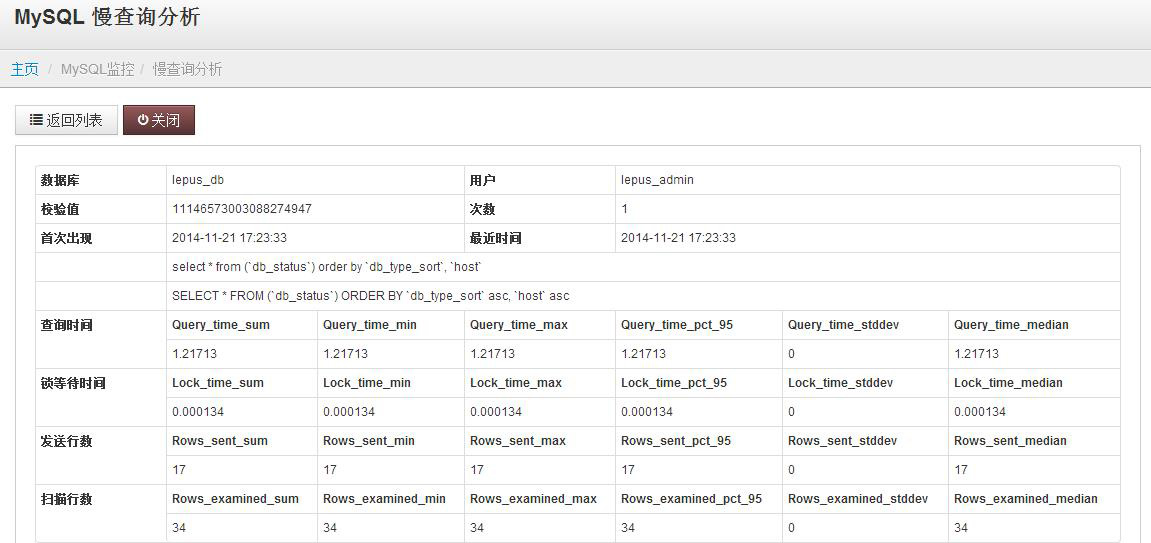 MySQL 慢查询分析
主页 / MySQL监控 / 慢查询分析
返回列表 关闭
数据库 lepus_db 用户 lepus_admin
校验值 11146573003088274947 次数 1
首次出现 2014-11-21 17:23:33 最近时间 2014-11-21 17:23:33
select * from (`db_status`) order by `db_type_sort`, `host`
SELECT * FROM (`db_status`) ORDER BY `db_type_sort` asc, `host` asc
查询时间 Query_time_sum Query_time_min Query_time_max Query_time_pct_95 Query_time_stddev Query_time_median
1.21713 1.21713 1.21713 1.21713 0 1.21713
锁等待时间 Lock_time_sum Lock_time_min Lock_time_max Lock_time_pct_95 Lock_time_stddev Lock_time_median
0.000134 0.000134 0.000134 0.000134 0 0.000134
发送行数 Rows_sent_sum Rows_sent_min Rows_sent_max Rows_sent_pct_95 Rows_sent_stddev Rows_sent_median
17 17 17 17 0 17
扫描行数 Rows_examined_sum Rows_examined_min Rows_examined_max Rows_examined_pct_95 Rows_examined_stddev Rows_examined_median
34 34 34 34 0 34